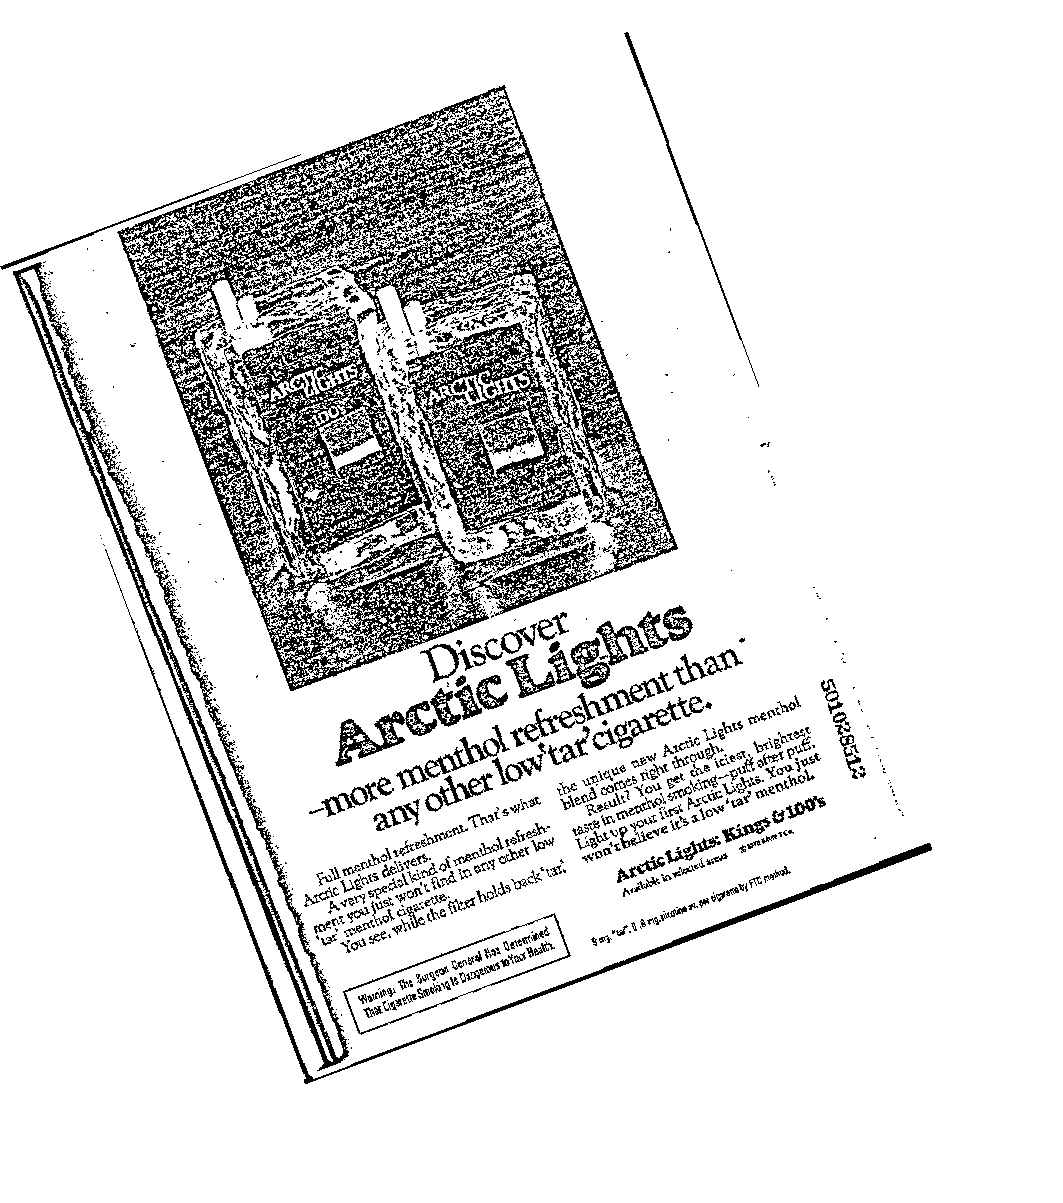 ARCTIC LIGHTS
100's
ARCTIC LIGHTS
Discover
Arctic Lights
—more menthol refreshment than
any other low 'tar' cigarette.
Full menthol refreshment. That's what
Arctic Lights delivers.
A very special kind of menthol refresh-
ment you just won't find in any other low
'tar' menthol cigarette.
You see, while the filter holds back 'tar,'
the unique new Arctic Lights menthol
blend comes right through.
Result? You get the iciest, brightest
taste in menthol smoking—puff after puff.
Light up your first Arctic Lights. You just
won't believe it's a low 'tar' menthol.
Arctic Lights: Kings & 100's
Available in selected areas
Warning: The Surgeon General Has Determined
That Cigarette Smoking Is Dangerous to Your Health.
9 mg. "tar", 0.8 mg. nicotine av. per cigarette by FTC method.
501028512